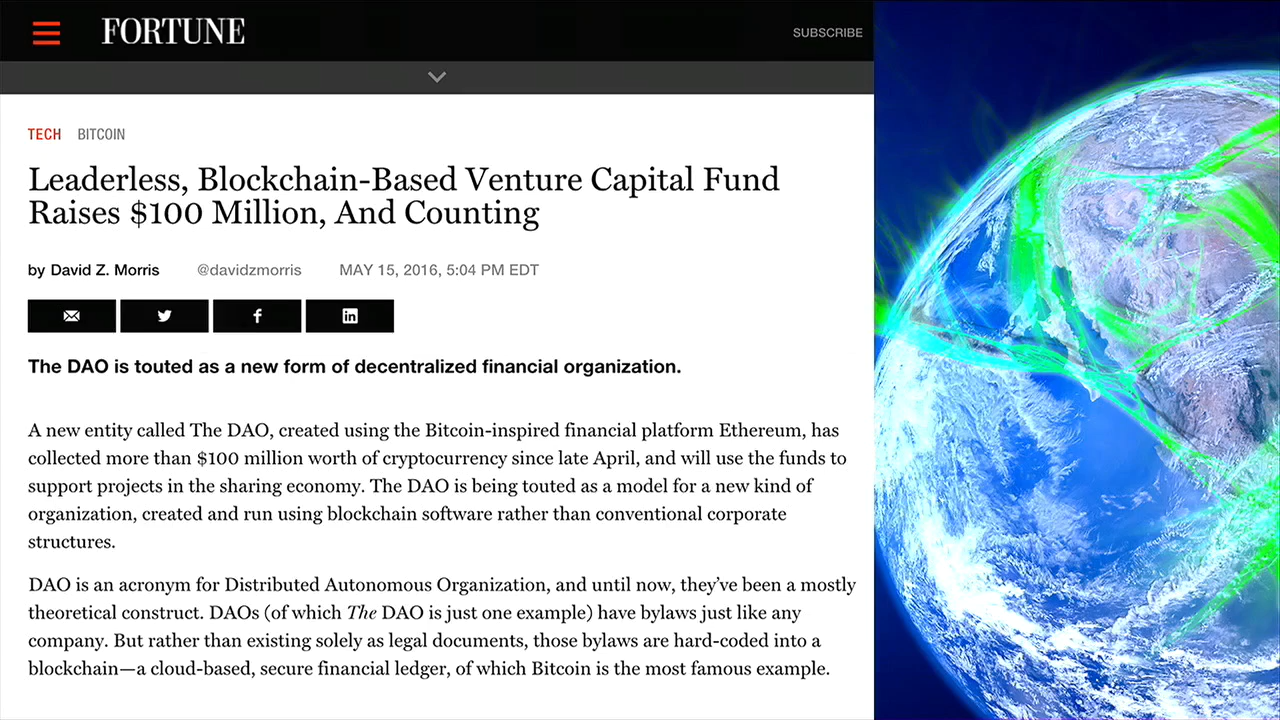 FORTUNE
SUBSCRIBE
TECH BITCOIN
Leaderless, Blockchain-Based Venture Capital Fund
Raises $100 Million, And Counting
by David Z. Morris @davidzmorris MAY 15, 2016, 5:04 PM EDT
f in
The DAO is touted as a new form of decentralized financial organization.
A new entity called The DAO, created using the Bitcoin-inspired financial platform Ethereum, has
collected more than $100 million worth of cryptocurrency since late April, and will use the funds to
support projects in the sharing economy. The DAO is being touted as a model for a new kind of
organization, created and run using blockchain software rather than conventional corporate
structures.
DAO is an acronym for Distributed Autonomous Organization, and until now, they’ve been a mostly
theoretical construct. DAOs (of which The DAO is just one example) have bylaws just like any
company. But rather than existing solely as legal documents, those bylaws are hard-coded into a
blockchain—a cloud-based, secure financial ledger, of which Bitcoin is the most famous example.